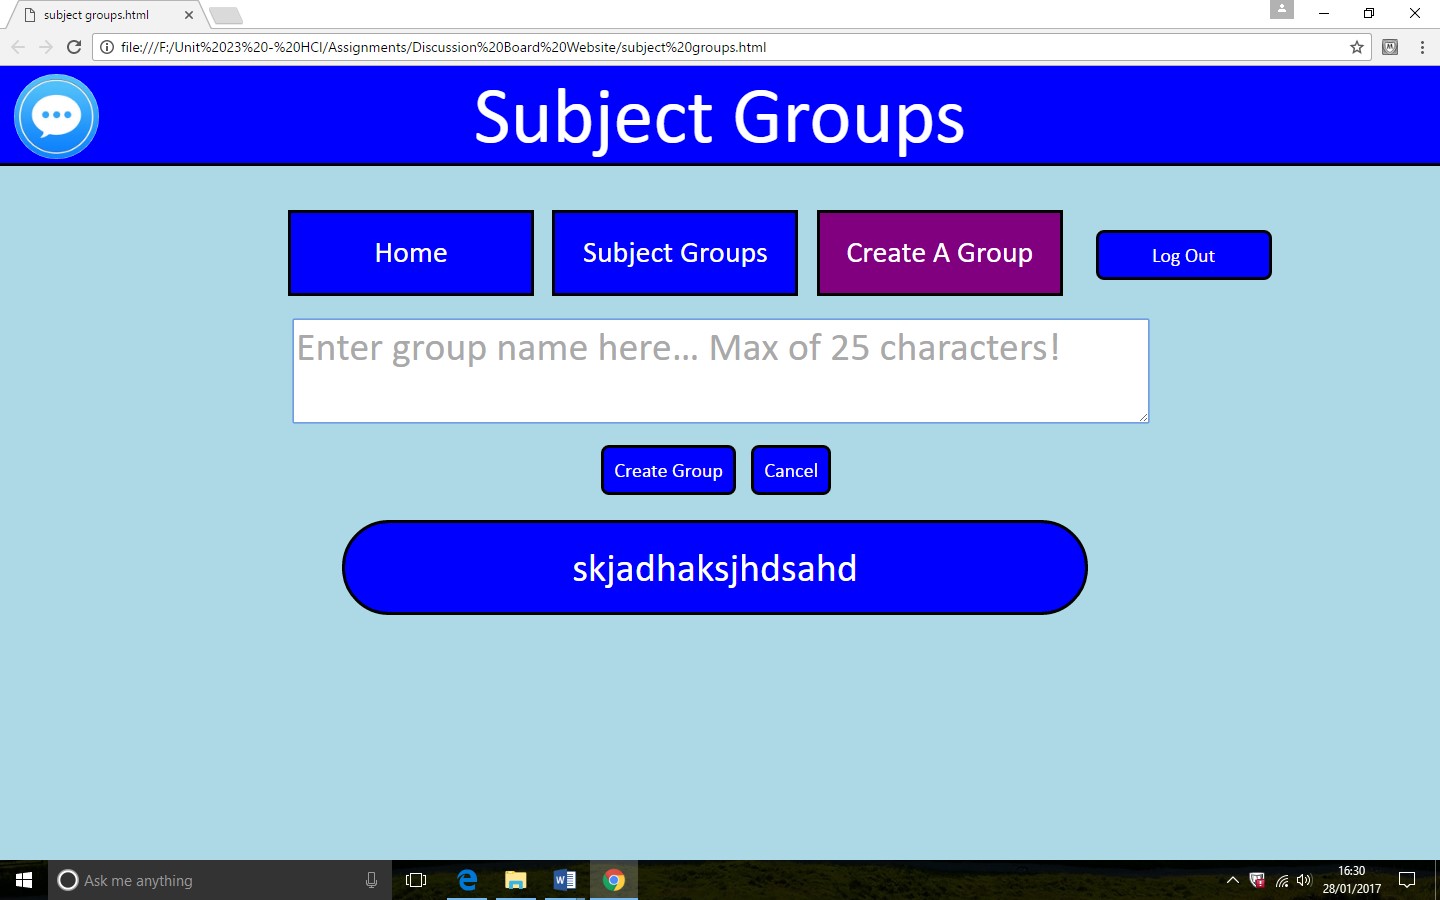 subject groups.html
file:///F:/Unit%2023%20-%20HCI/Assignments/Discussion%20Board%20Website/subject%20groups.html
Subject Groups
Home
Subject Groups
Create A Group
Log Out
Enter group name here... Max of 25 characters!
Create Group
Cancel
skjadhaksjhdsahd
Ask me anything
16:30
28/01/2017